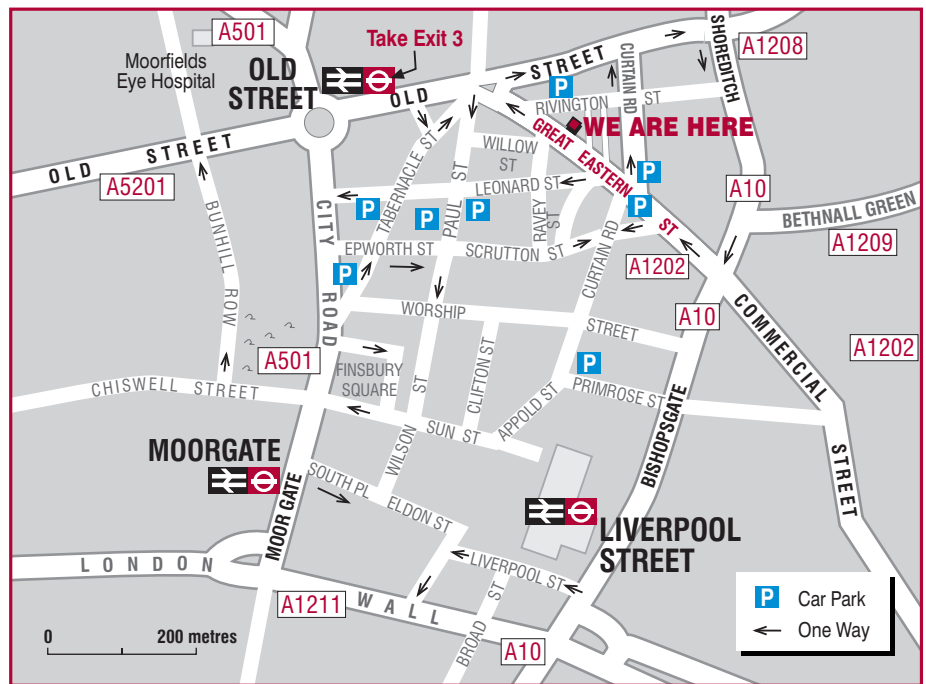 A501
Take Exit 3
SHOREDITCH
A1208
Moorfields
Eye Hospital
OLD
STREET
OLD STREET
CURTAIN RD
P
RIVINGTON ST
WE ARE HERE
GREAT EASTERN ST
OLD STREET
A5201
TABERNACLE ST
WILLOW
ST
PAUL ST
LEONARD ST
RAVEY ST
P
P
P
P
P
A10
BETHNALL GREEN
A1209
BUNHILL ROW
CITY ROAD
EPWORTH ST
SCRUTTON ST
CURTAIN RD
A1202
P
WORSHIP STREET
A10
COMMERCIAL STREET
A1202
A501
FINSBURY
SQUARE
CLIFTON ST
P
PRIMROSE ST
CHISWELL STREET
WILSON ST
SUN ST
APPOLD ST
BISHOPSGATE
MOORGATE
MOOR GATE
SOUTH PL
ELDON ST
LIVERPOOL
STREET
LIVERPOOL ST
LONDON WALL
A1211
BROAD ST
A10
0 200 metres
P Car Park
One Way